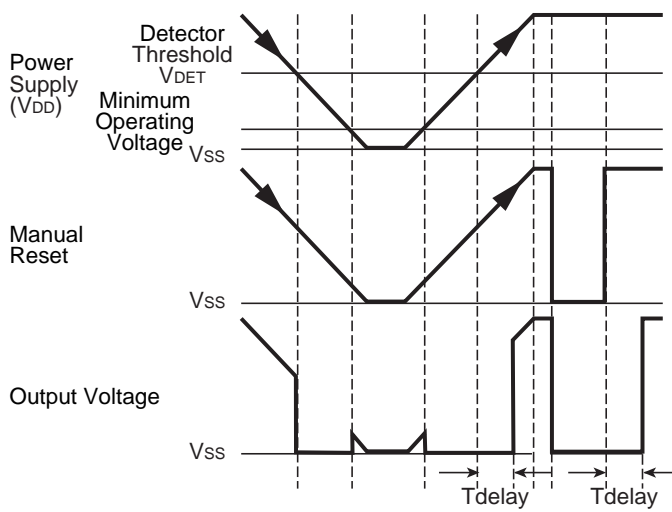 Power
Supply
(VDD)
Detector
Threshold
VDET
Minimum
Operating
Voltage
VSS
Manual
Reset
VSS
Output Voltage
VSS
Tdelay
Tdelay